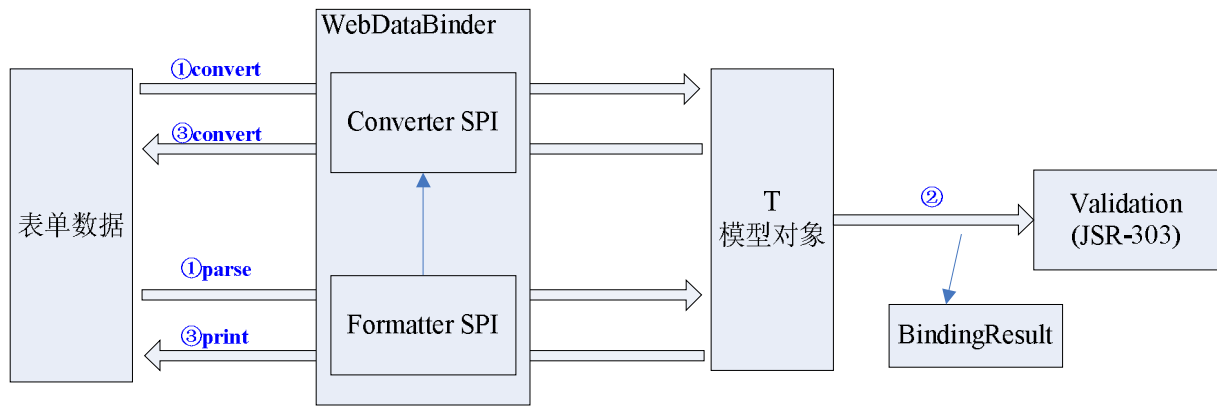 WebDataBinder
①convert
Converter SPI
③convert
表单数据
T
模型对象
②
Validation
(JSR-303)
①parse
Formatter SPI
③print
BindingResult